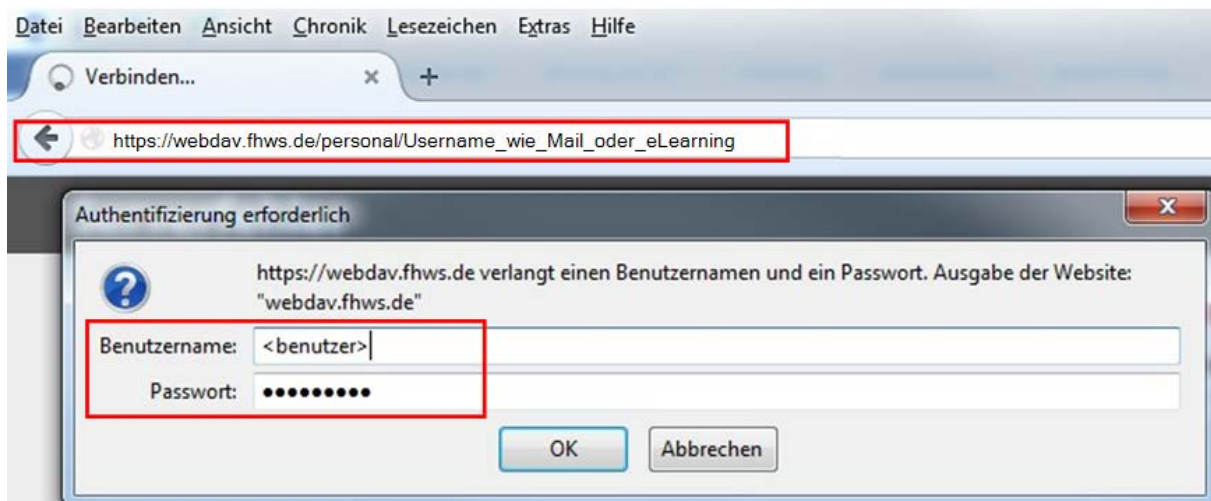 Datei Bearbeiten Ansicht Chronik Lesezeichen Extras Hilfe
Verbinden...
https://webdav.fhws.de/personal/Username_wie_Mail_oder_eLearning
Authentifizierung erforderlich
https://webdav.fhws.de verlangt einen Benutzernamen und ein Passwort. Ausgabe der Website:
"webdav.fhws.de"
Benutzername: <benutzer>
Passwort: •••••••••
OK Abbrechen